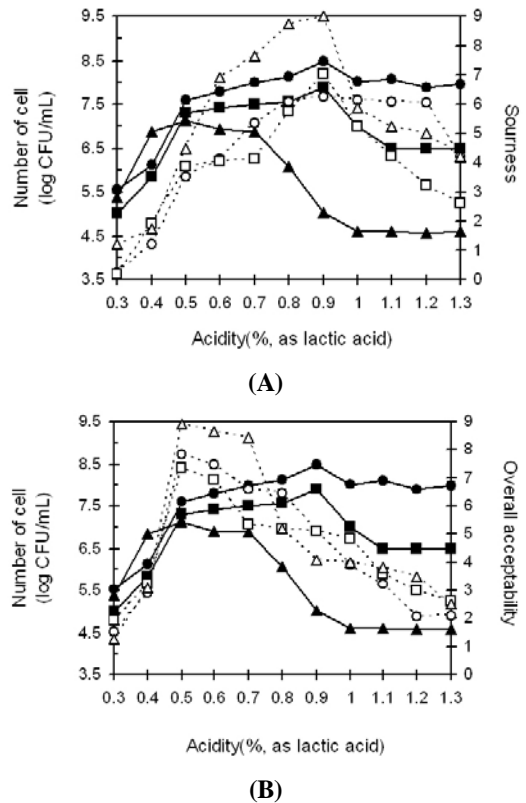 9.5
8.5
7.5
6.5
5.5
4.5
3.5
Number of cell
(log CFU/mL)
9
8
7
6
5
4
3
2
1
0
Sourness
0.3 0.4 0.5 0.6 0.7 0.8 0.9 1 1.1 1.2 1.3
Acidity(%, as lactic acid)
(A)
9.5
8.5
7.5
6.5
5.5
4.5
3.5
Number of cell
(log CFU/mL)
9
8
7
6
5
4
3
2
1
0
Overall acceptability
0.3 0.4 0.5 0.6 0.7 0.8 0.9 1 1.1 1.2 1.3
Acidity(%, as lactic acid)
(B)